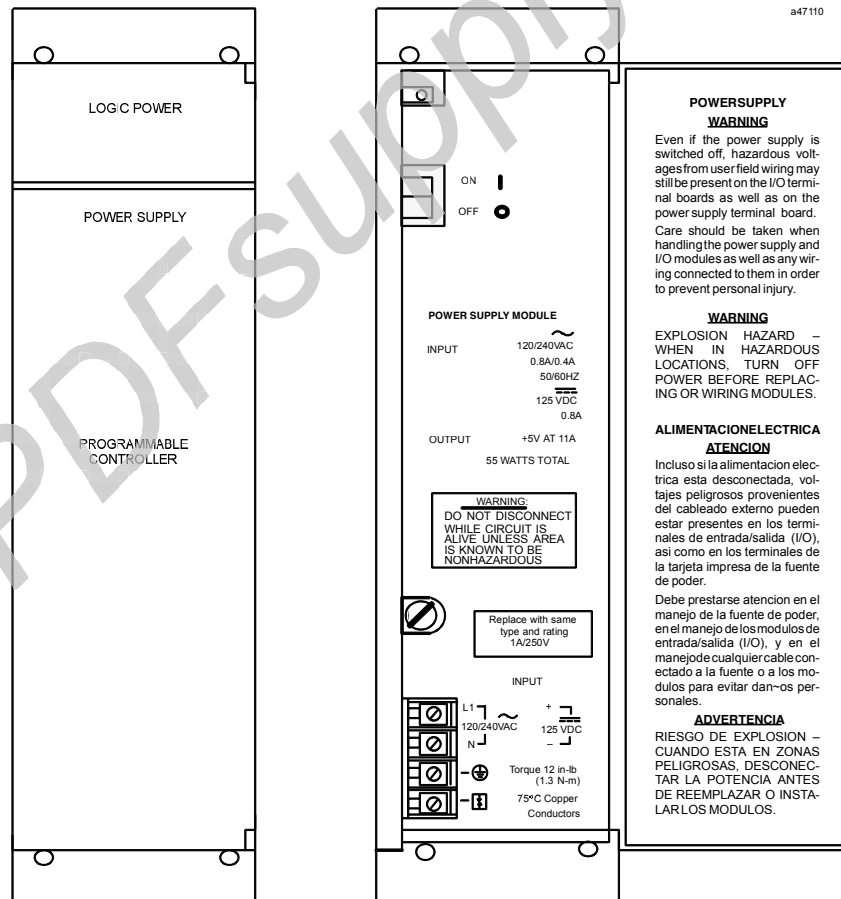 a47110
LOGIC POWER
POWER SUPPLY
PROGRAMMABLE
CONTROLLER
ON
OFF
POWER SUPPLY MODULE
INPUT 120/240VAC
0.8A/0.4A
50/60HZ
125 VDC
0.8A
OUTPUT +5V AT 11A
55 WATTS TOTAL
WARNING:
DO NOT DISCONNECT
WHILE CIRCUIT IS
ALIVE UNLESS AREA
IS KNOWN TO BE
NONHAZARDOUS
Replace with same
type and rating
1A/250V
INPUT
L1 +
120/240VAC 125 VDC
N –
Torque 12 in-lb
(1.3 N-m)
75°C Copper
Conductors
POWERSUPPLY
WARNING
Even if the power supply is
switched off, hazardous volt-
agesfrom userfield wiring may
still be present on the I/O termi-
nal boards as well as on the
power supply terminal board.
Care should be taken when
handling the power supply and
I/O modules as well as any wir-
ing connected to them in order
to prevent personal injury.
WARNING
EXPLOSION HAZARD –
WHEN IN HAZARDOUS
LOCATIONS, TURN OFF
POWER BEFORE REPLAC-
ING OR WIRING MODULES.
ALIMENTACIONELECTRICA
ATENCION
Incluso si la alimentacion elec-
trica esta desconectada, vol-
tajes peligrosos provenientes
del cableado externo pueden
estar presentes en los termi-
nales de entrada/salida (I/O),
asi como en los terminales de
la tarjeta impresa de la fuente
de poder.
Debe prestarse atencion en el
manejo de la fuente de poder,
en el manejo de los modulos de
entrada/salida (I/O), y en el
manejo de cualquier cable con-
ectado a la fuente o a los mo-
dulos para evitar dan~os per-
sonales.
ADVERTENCIA
RIESGO DE EXPLOSION –
CUANDO ESTA EN ZONAS
PELIGROSAS, DESCONEC-
TAR LA POTENCIA ANTES
DE REEMPLAZAR O INSTA-
LAR LOS MODULOS.
PDFsupply